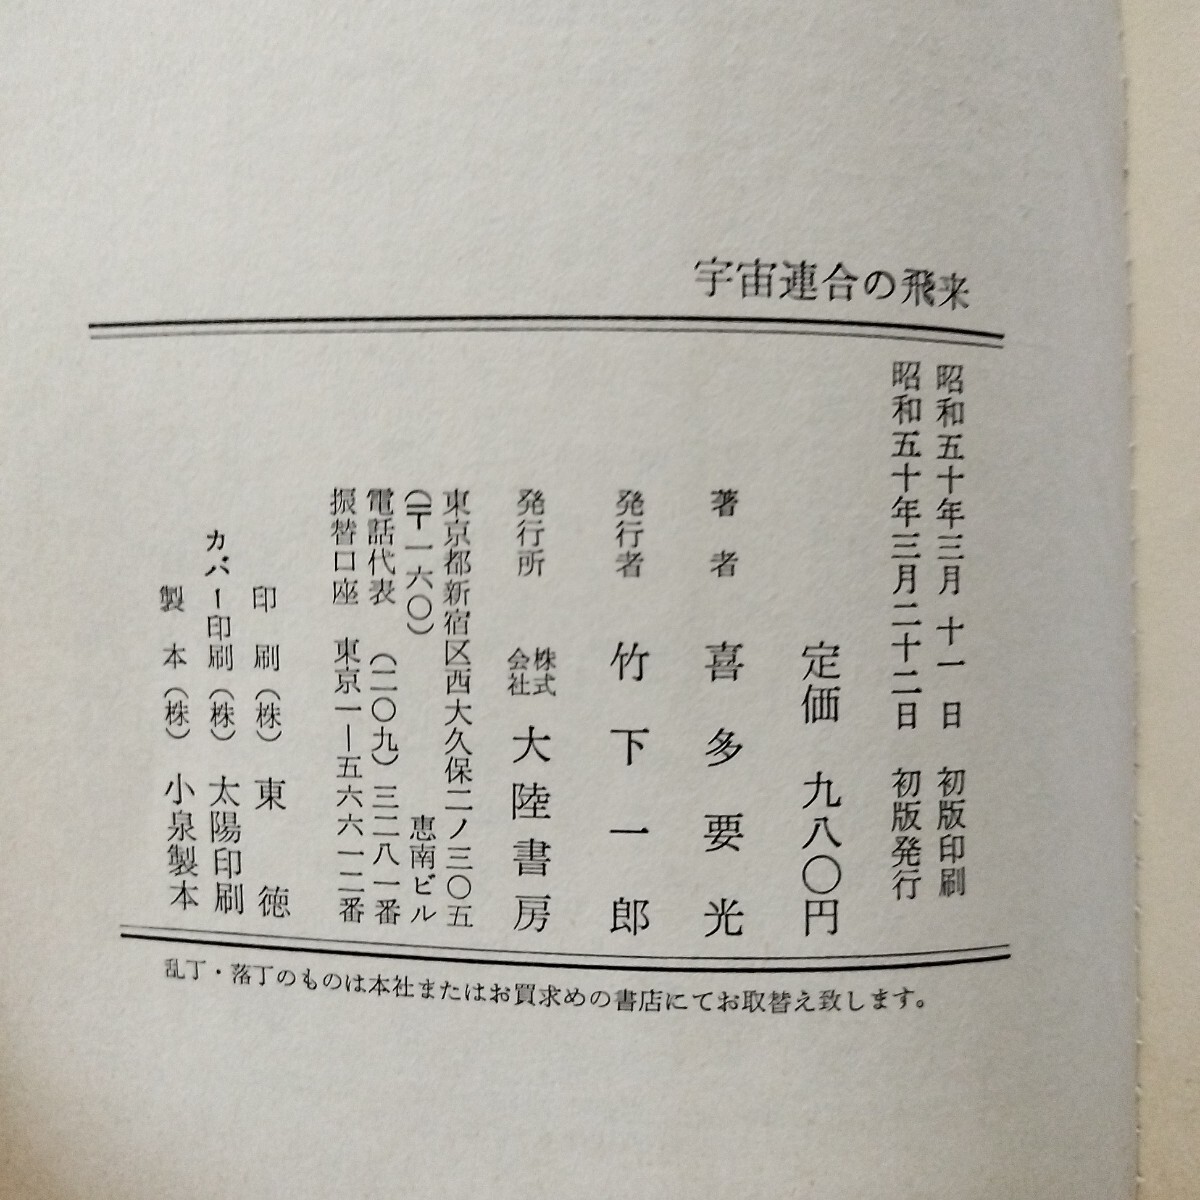 宇宙連合の飛来
昭和五十年三月 十一 日 初版印刷
昭和五十年三月二十二日 初版発行
定価 九八〇円
著者 喜多要光
発行者 竹下一郎
発行所 株式会社 大陸書房
東京都新宿区西大久保二ノ三〇五
(〒一六〇) 恵南ビル
電話代表 (二〇九)三二八一番
振替口座 東京一―五六六一二番
印刷(株) 東徳
カバー印刷(株) 太陽印刷
製本(株) 小泉製本
乱丁・落丁のものは本社またはお買求めの書店にてお取替え致します。